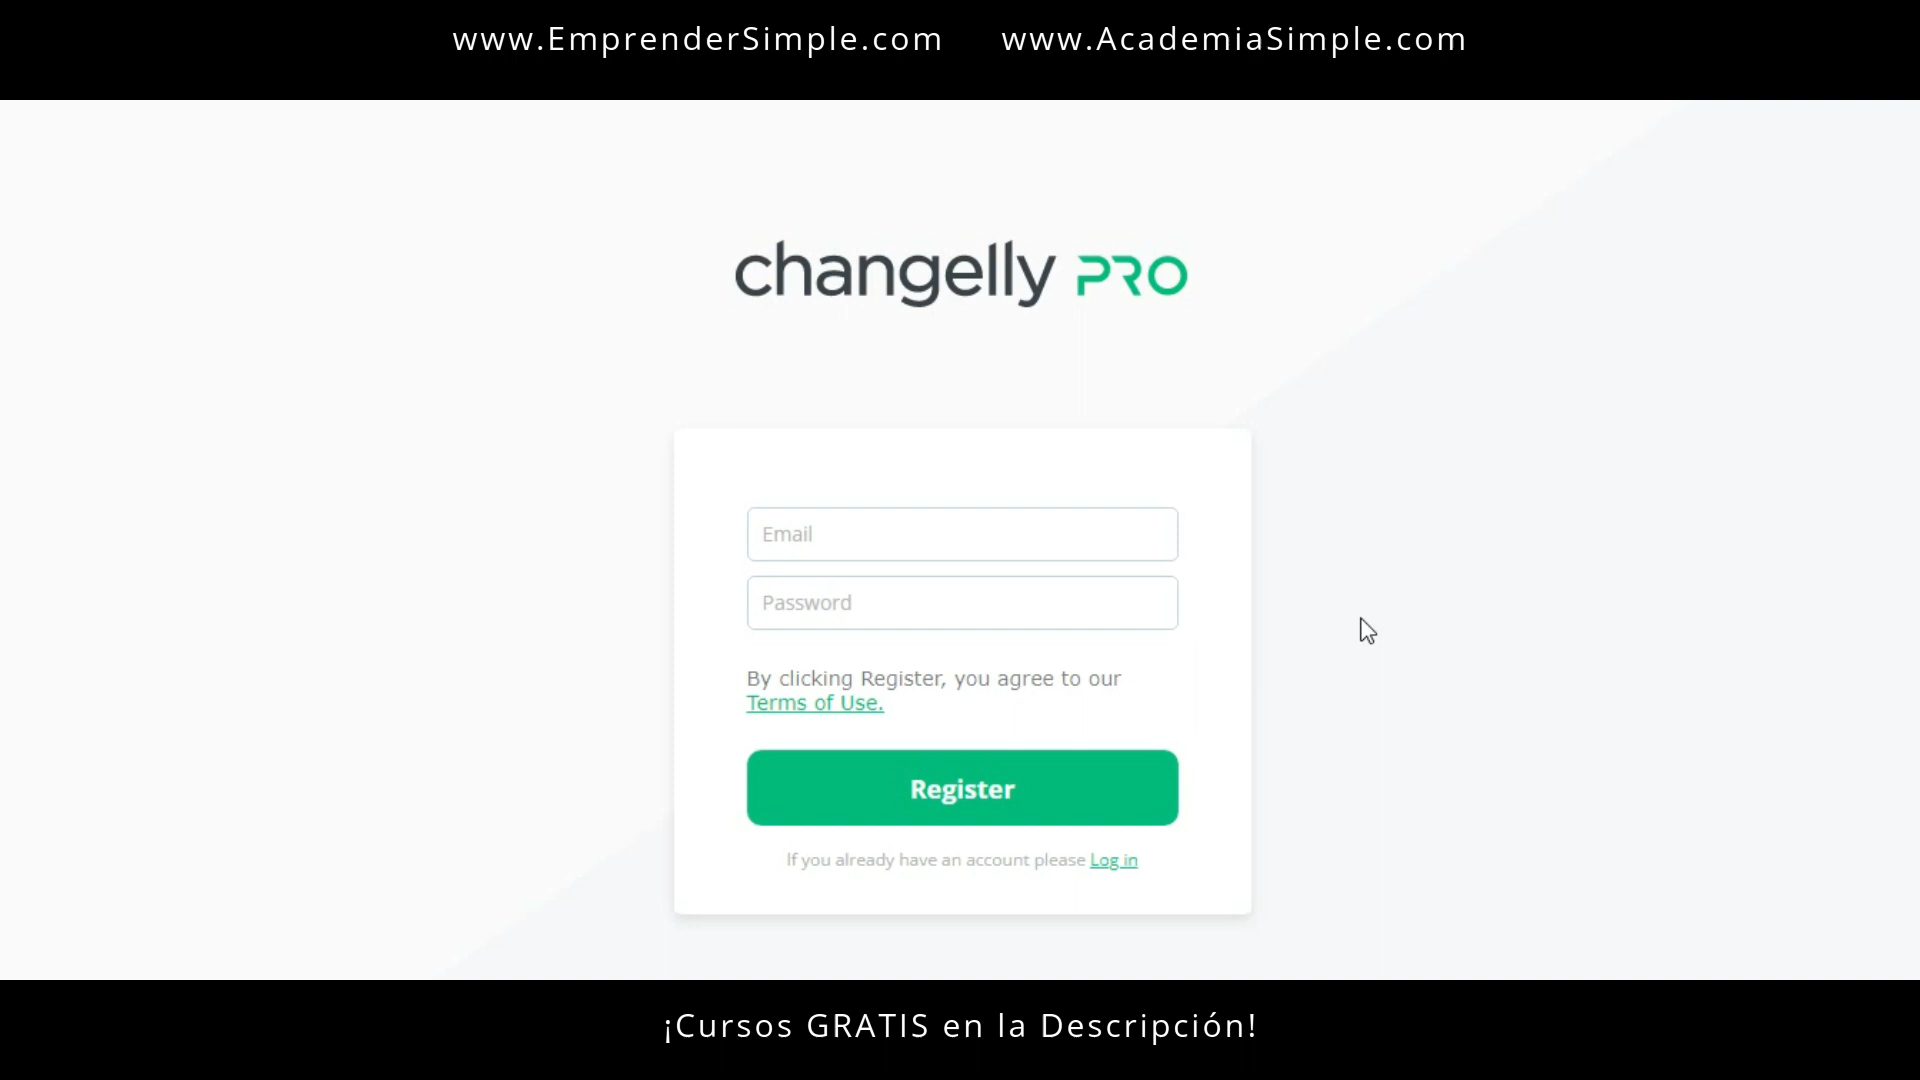 www.EmprenderSimple.com www.AcademiaSimple.com
changelly PRO
Email
Password
By clicking Register, you agree to our
Terms of Use.
Register
If you already have an account please Log in
¡Cursos GRATIS en la Descripción!